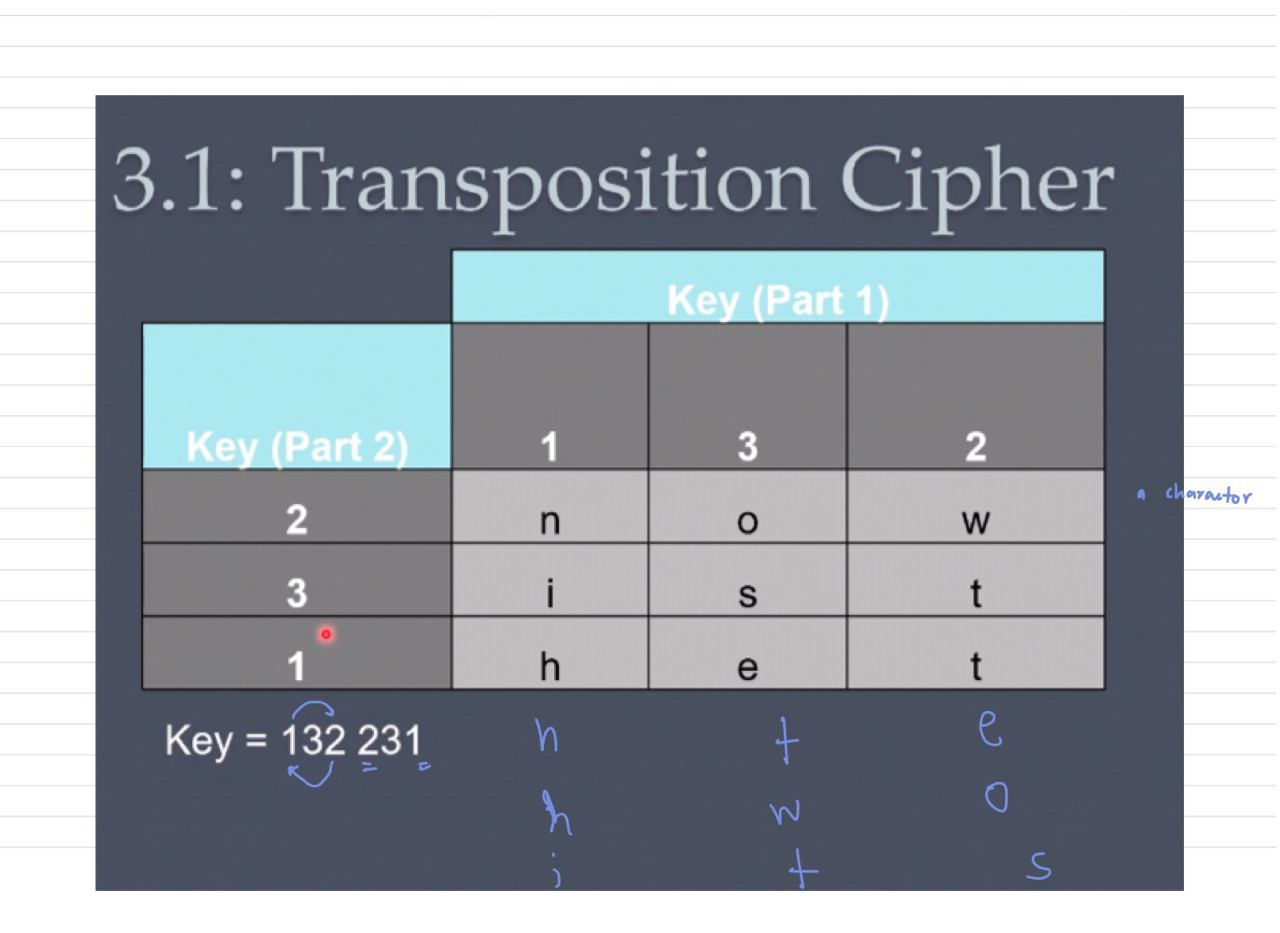 3.1: Transposition Cipher
Key (Part 1)
Key (Part 2) 1 3 2
2 n o w
a charactor
3 i s t
1 h e t
Key = 132 231
h t e
n w o
i t s